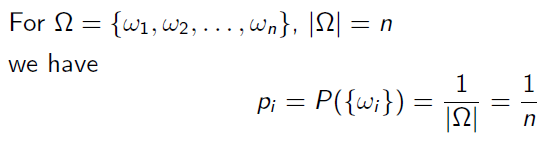 For Ω = {ω₁, ω₂, . . . , ωₙ}, |Ω| = n
we have
pᵢ = P({ωᵢ}) = 1/|Ω| = 1/n